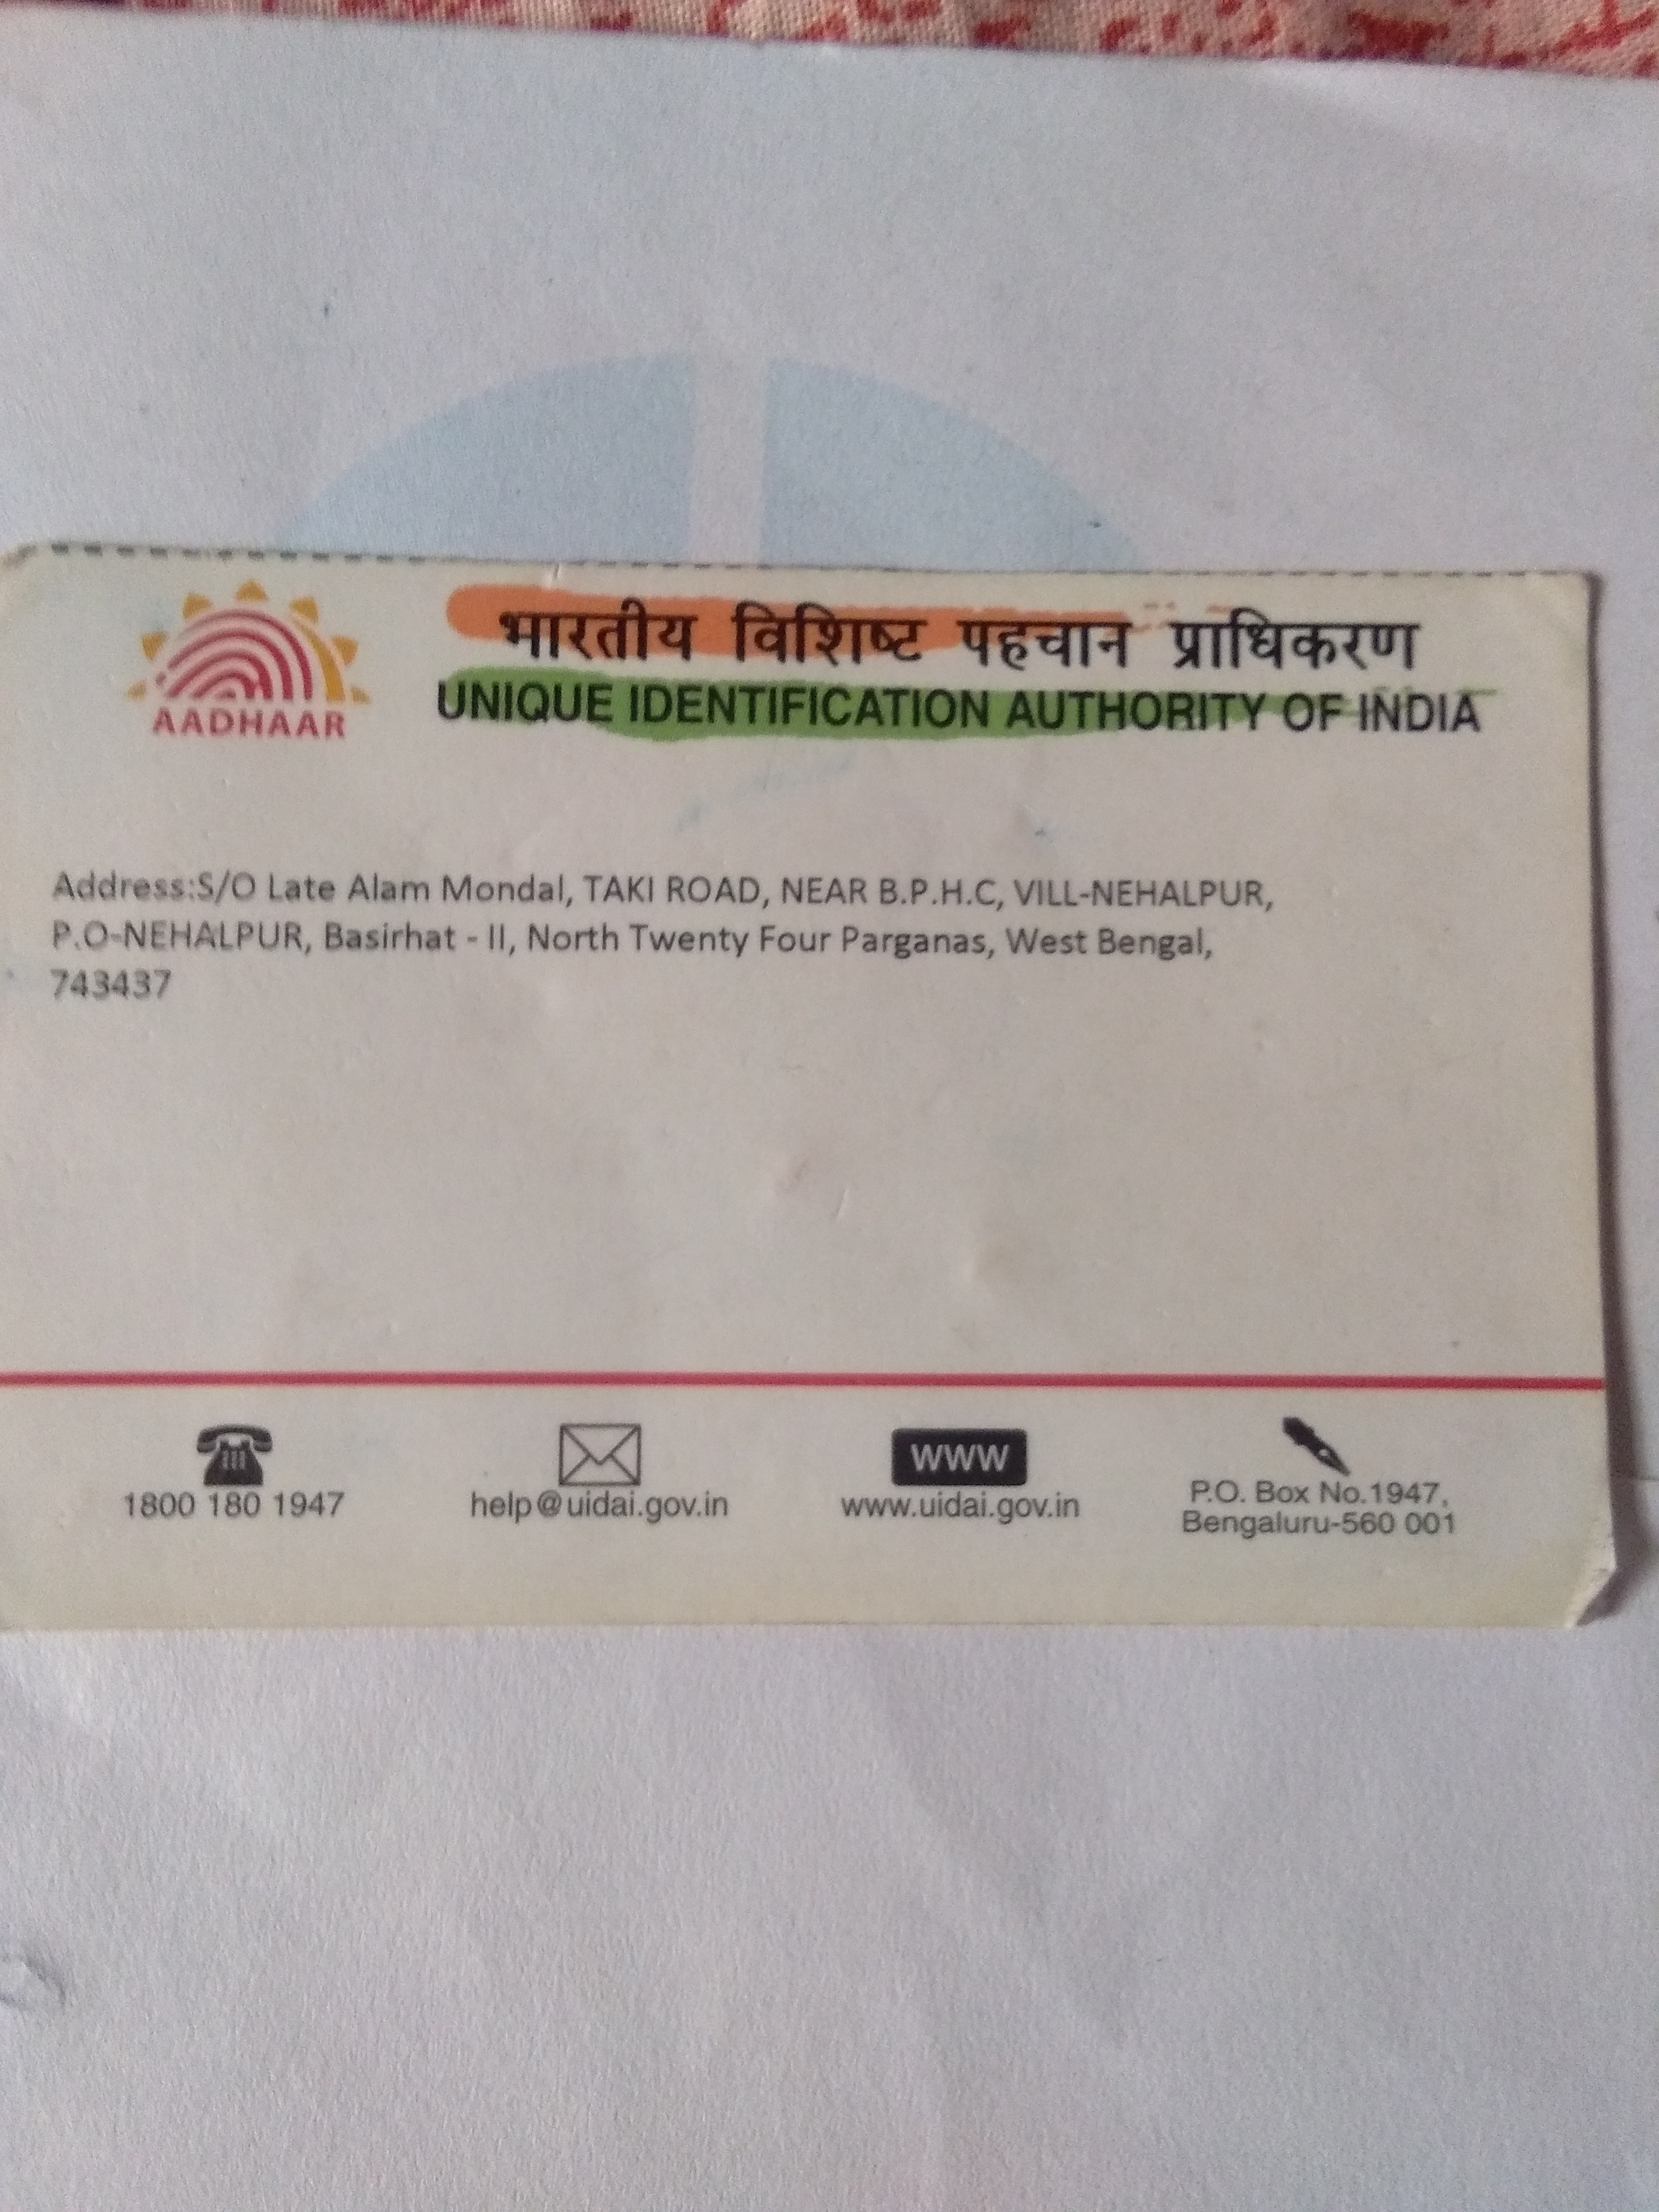 भारतीय विशिष्ट पहचान प्राधिकरण
UNIQUE IDENTIFICATION AUTHORITY OF INDIA
AADHAAR
Address:S/O Late Alam Mondal, TAKI ROAD, NEAR B.P.H.C, VILL-NEHALPUR,
P.O-NEHALPUR, Basirhat - II, North Twenty Four Parganas, West Bengal,
743437
1800 180 1947
help@uidai.gov.in
www
www.uidai.gov.in
P.O. Box No.1947,
Bengaluru-560 001